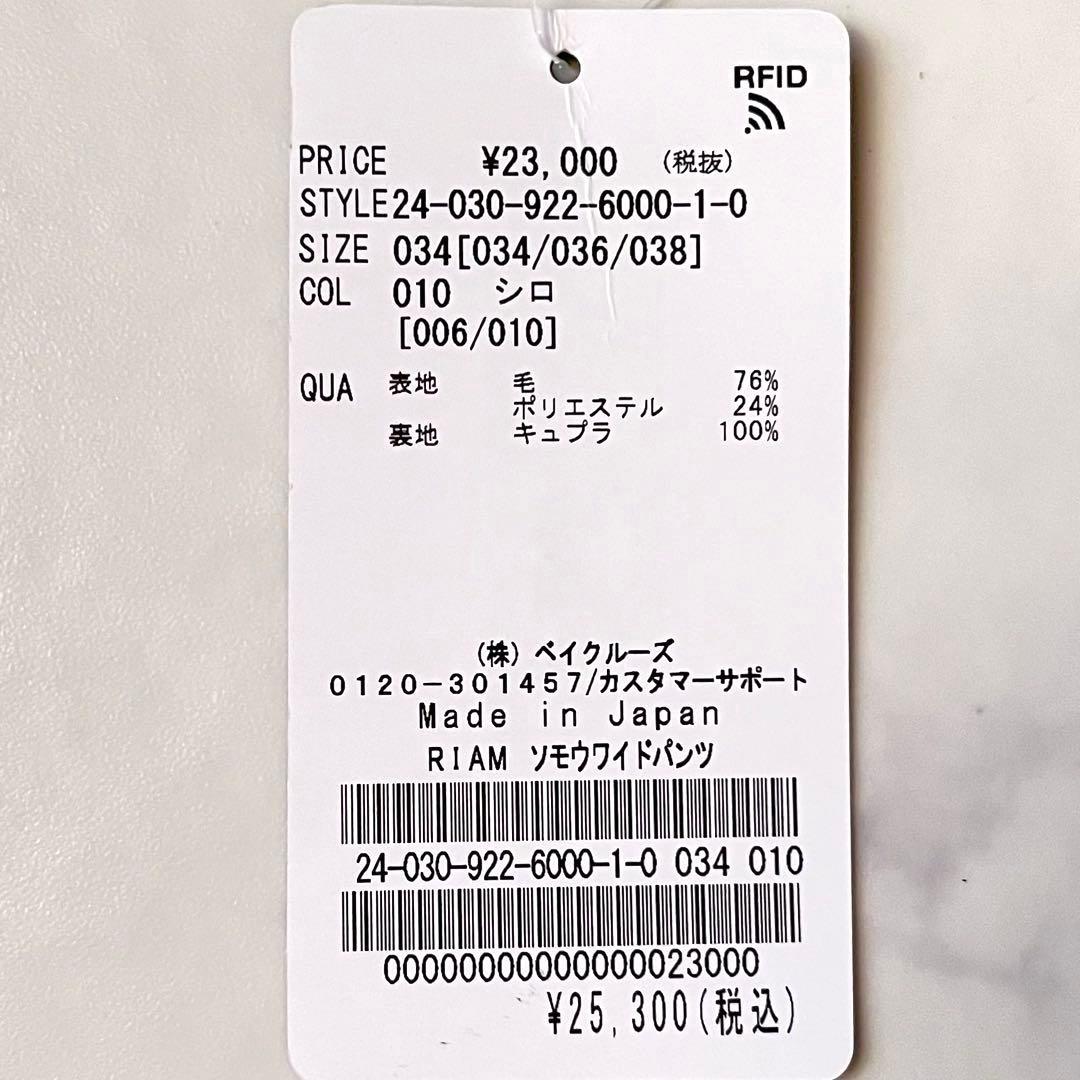 RFID
PRICE ¥23,000 (税抜)
STYLE 24-030-922-6000-1-0
SIZE 034[034/036/038]
COL 010 シロ
[006/010]
QUA 表地 毛 76%
ポリエステル 24%
裏地 キュプラ 100%
(株) ベイクルーズ
0120-301457/カスタマーサポート
Made in Japan
RIAM ソモウワイドパンツ
24-030-922-6000-1-0 034 010
00000000000000023000
¥25,300(税込)